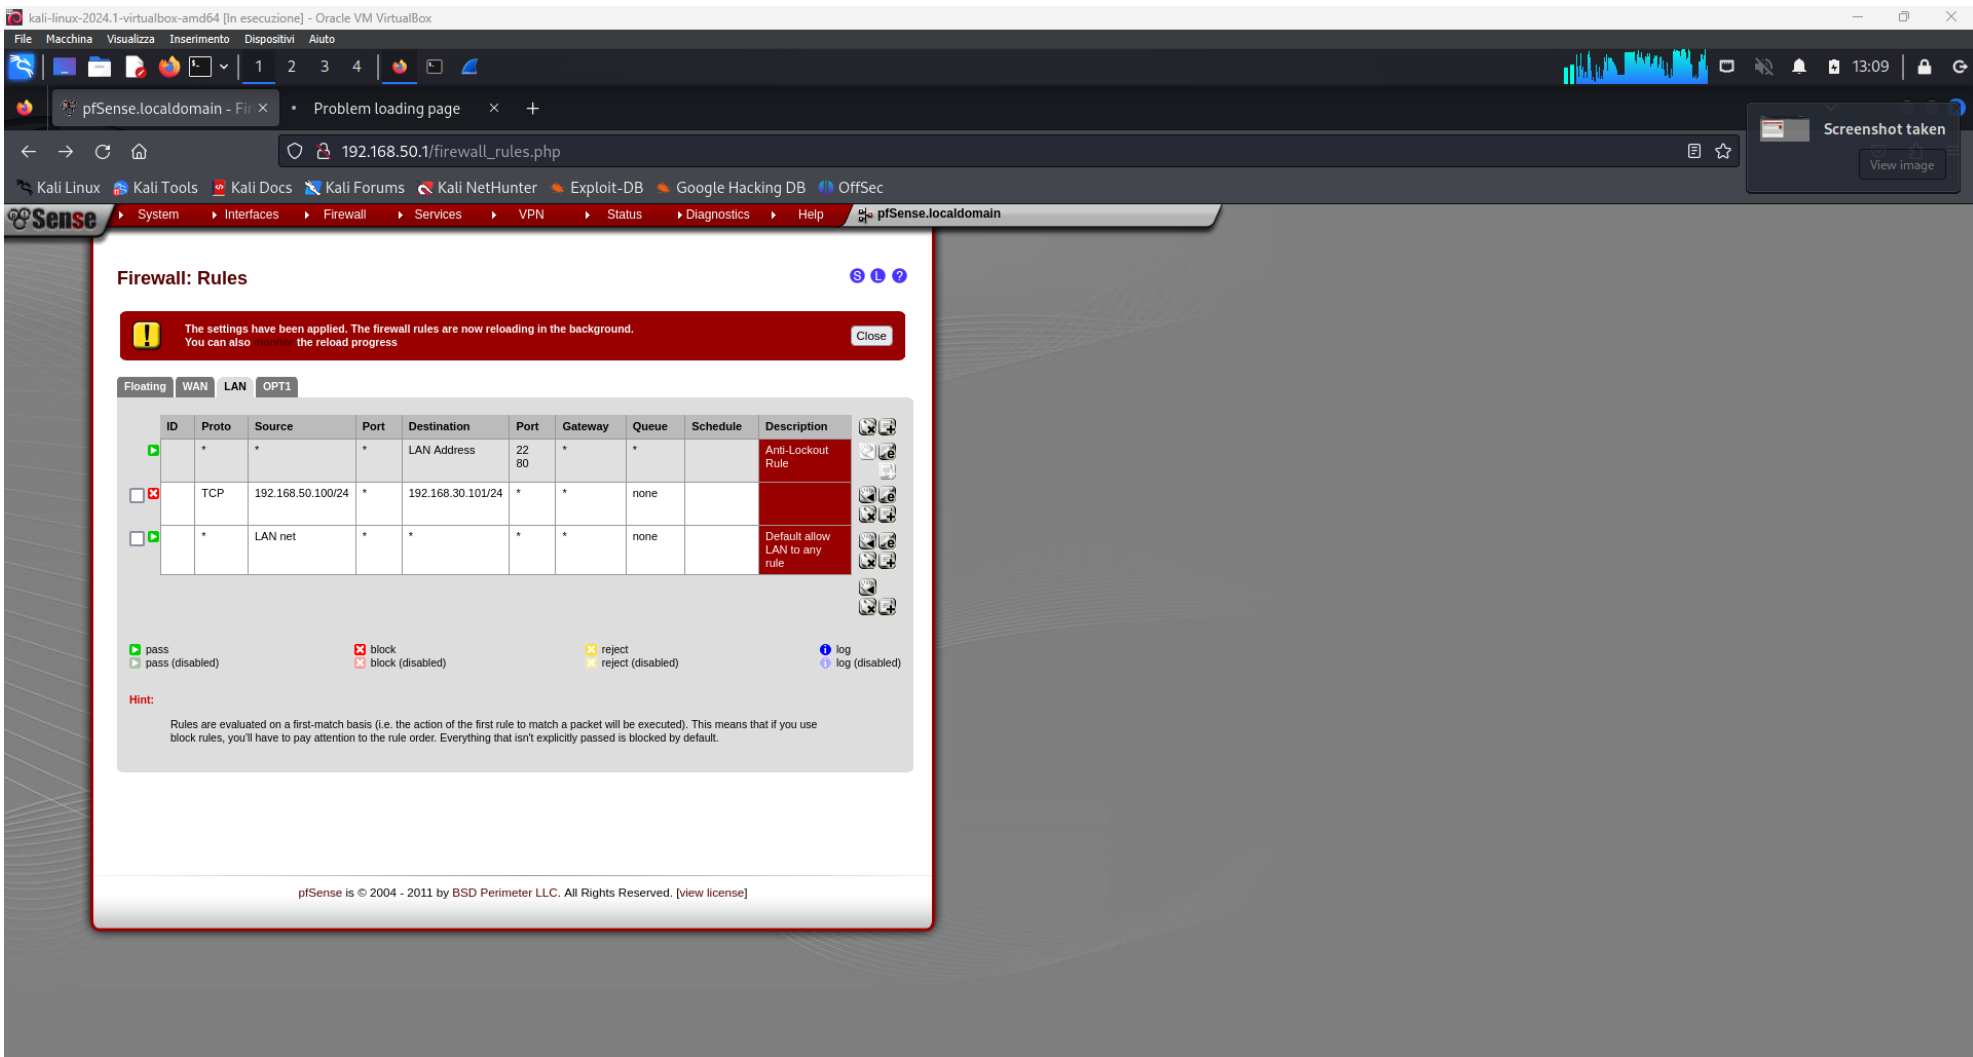 kali-linux-2024.1-virtualbox-amd64 [In esecuzione] - Oracle VM VirtualBox
File Macchina Visualizza Inserimento Dispositivi Aiuto
1 2 3 4 13:09
pfSense.localdomain - Fir Problem loading page
Screenshot taken
192.168.50.1/firewall_rules.php
View image
Kali Linux Kali Tools Kali Docs Kali Forums Kali NetHunter Exploit-DB Google Hacking DB OffSec
Sense System Interfaces Firewall Services VPN Status Diagnostics Help pfSense.localdomain
Firewall: Rules
S L ?
The settings have been applied. The firewall rules are now reloading in the background.
You can also monitor the reload progress
Close
Floating WAN LAN OPT1
ID Proto Source Port Destination Port Gateway Queue Schedule Description
* * * LAN Address 22 * * Anti-Lockout
80 Rule
TCP 192.168.50.100/24 * 192.168.30.101/24 * * none
* LAN net * * * * none Default allow
LAN to any
rule
pass block reject log
pass (disabled) block (disabled) reject (disabled) log (disabled)
Hint:
Rules are evaluated on a first-match basis (i.e. the action of the first rule to match a packet will be executed). This means that if you use
block rules, you'll have to pay attention to the rule order. Everything that isn't explicitly passed is blocked by default.
pfSense is © 2004 - 2011 by BSD Perimeter LLC. All Rights Reserved. [view license]